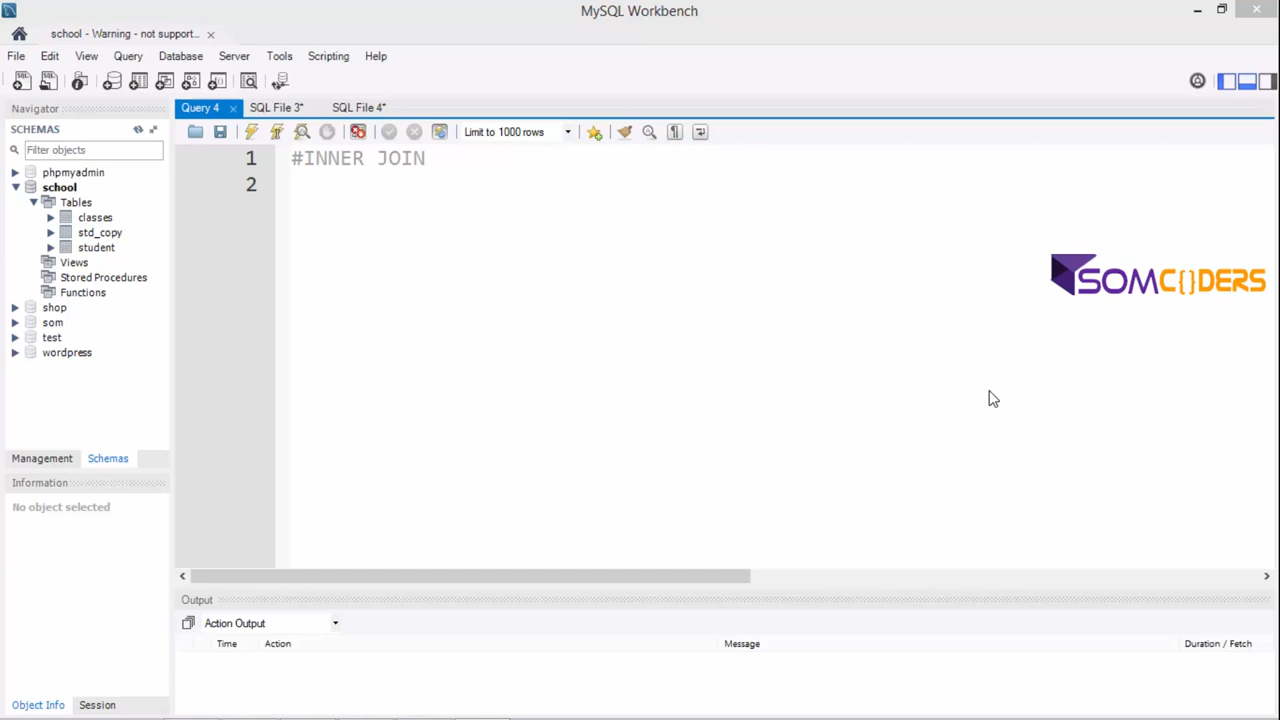 MySQL Workbench
school - Warning - not support...
File Edit View Query Database Server Tools Scripting Help
Navigator
SCHEMAS
Filter objects
phpmyadmin
school
Tables
classes
std_copy
student
Views
Stored Procedures
Functions
shop
som
test
wordpress
Management Schemas
Information
No object selected
Object Info Session
Query 4 SQL File 3* SQL File 4*
Limit to 1000 rows
1 #INNER JOIN
2
SOMC{}DERS
Output
Action Output
Time Action Message Duration / Fetch